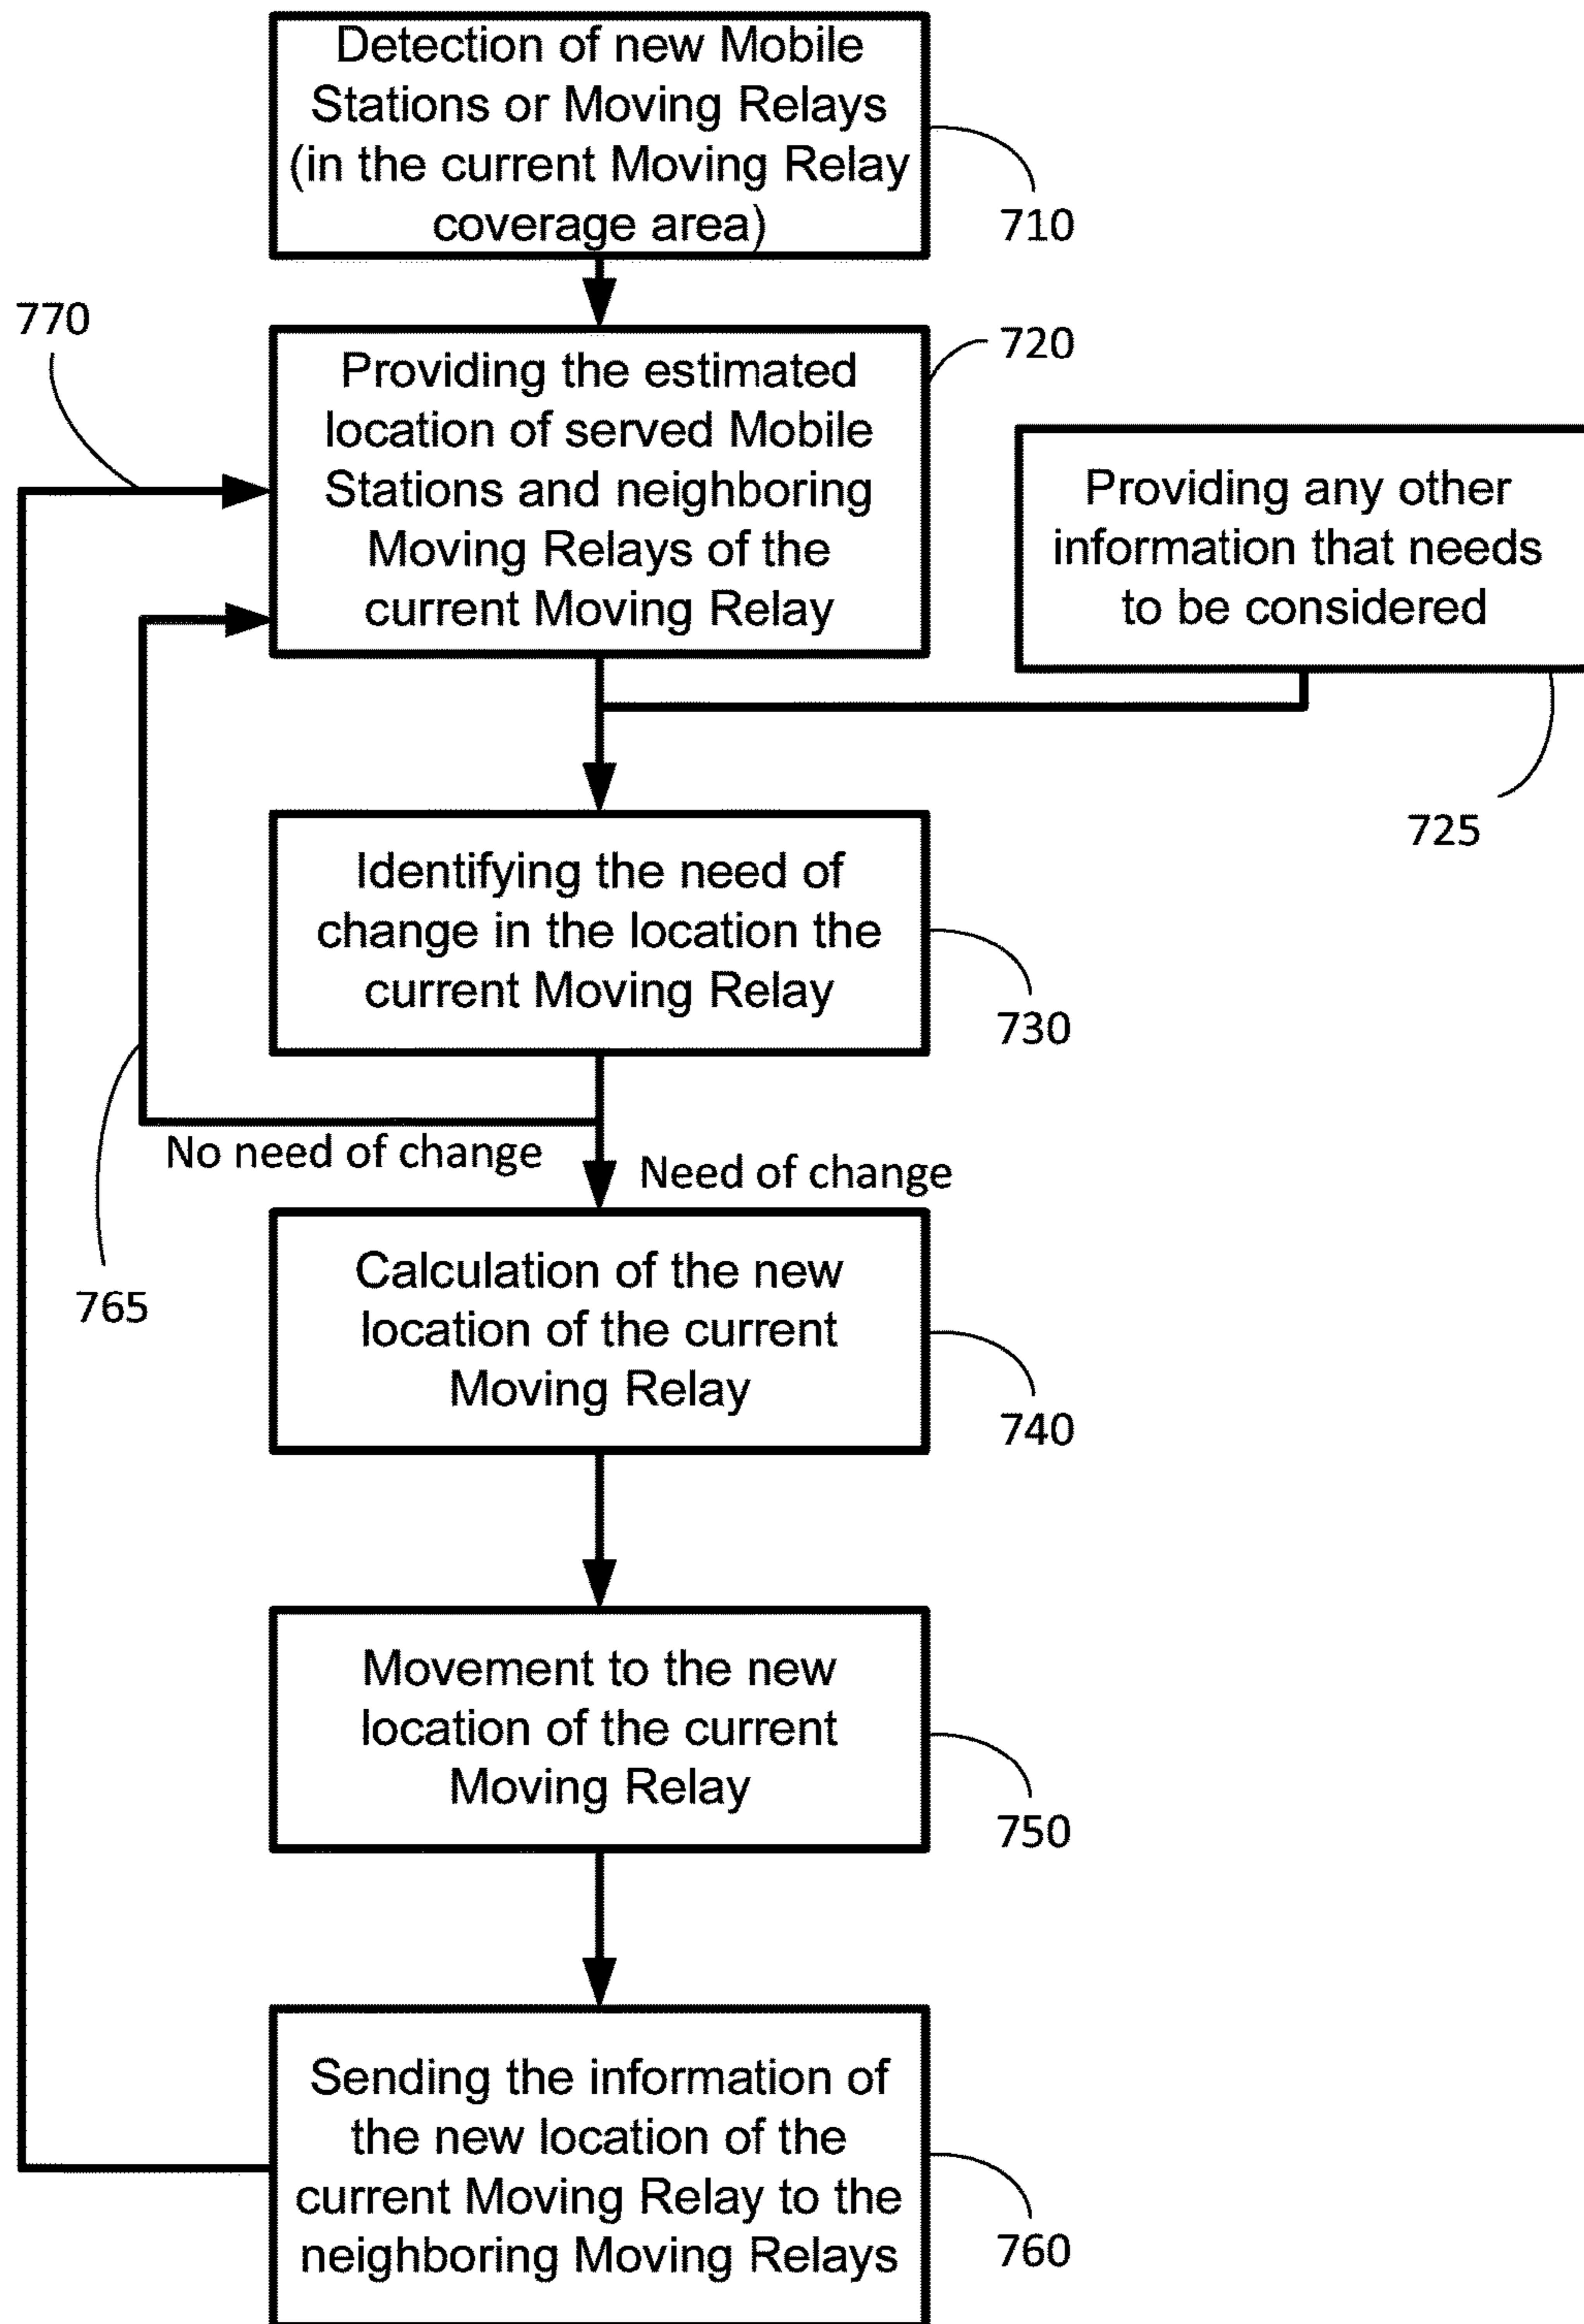 Detection of new Mobile
Stations or Moving Relays
(in the current Moving Relay
coverage area)
710
770
720
Providing the estimated
location of served Mobile
Stations and neighboring
Moving Relays of the
current Moving Relay
Providing any other
information that needs
to be considered
725
Identifying the need of
change in the location the
current Moving Relay
730
No need of change
Need of change
765
Calculation of the new
location of the current
Moving Relay
740
Movement to the new
location of the current
Moving Relay
750
Sending the information of
the new location of the
current Moving Relay to the
neighboring Moving Relays
760